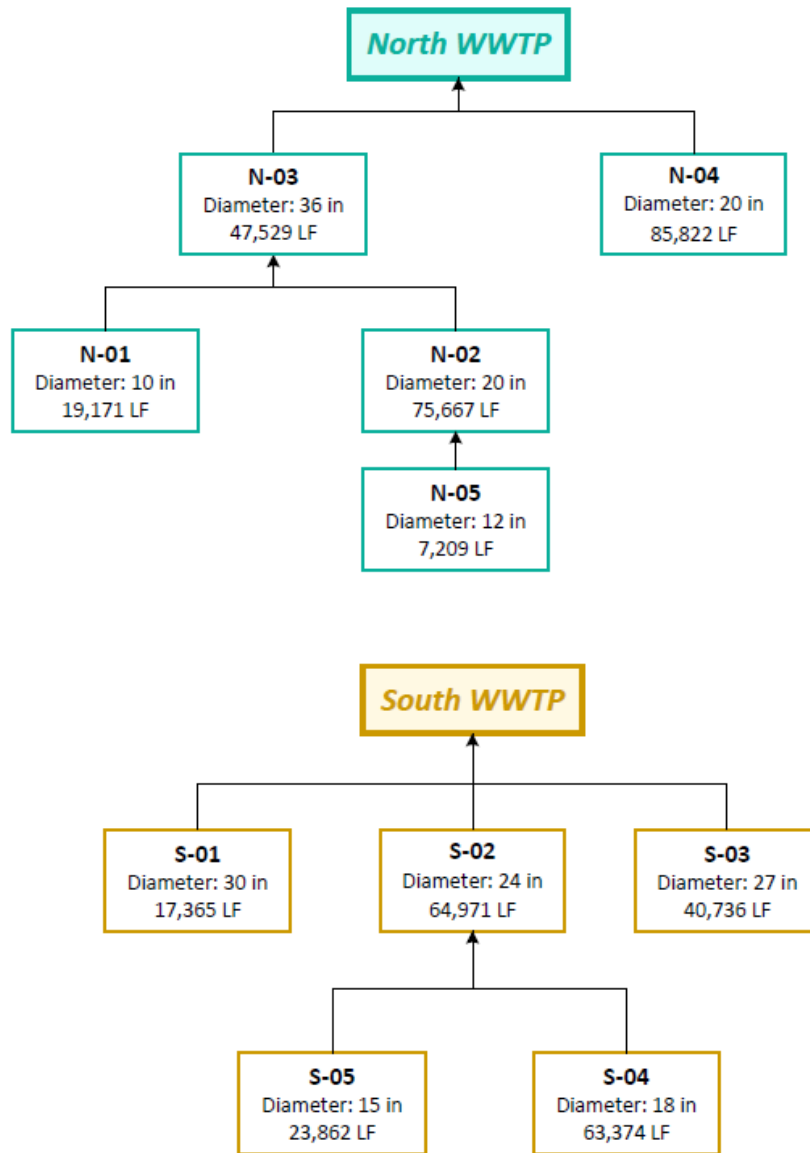 North WWTP
N-03
Diameter: 36 in
47,529 LF
N-04
Diameter: 20 in
85,822 LF
N-01
Diameter: 10 in
19,171 LF
N-02
Diameter: 20 in
75,667 LF
N-05
Diameter: 12 in
7,209 LF
South WWTP
S-01
Diameter: 30 in
17,365 LF
S-02
Diameter: 24 in
64,971 LF
S-03
Diameter: 27 in
40,736 LF
S-05
Diameter: 15 in
23,862 LF
S-04
Diameter: 18 in
63,374 LF